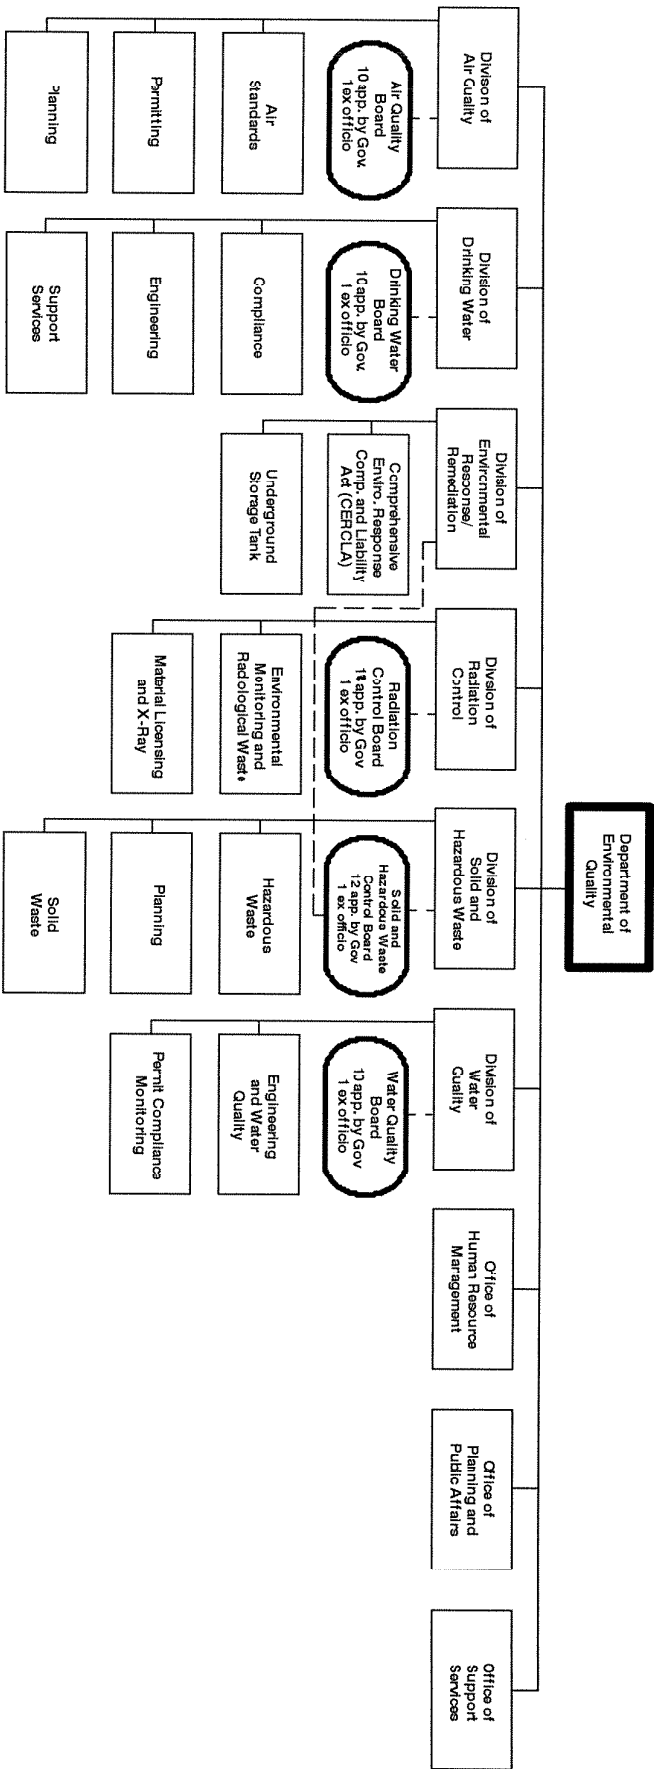 Department of
Environmental
Quality
Division of
Air Quality
Air Quality
Board
10 app. by Gov.
1 ex officio
Air
Standards
Permitting
Planning
Division of
Drinking Water
Drinking Water
Board
10 app. by Gov.
1 ex officio
Compliance
Engineering
Support
Services
Division of
Environmental
Response/
Remediation
Comprehensive
Enviro. Response
Comp. and Liability
Act (CERCLA)
Underground
Storage Tank
Division of
Radiation
Control
Radiation
Control Board
app. by Gov
1 ex officio
Environmental
Monitoring and
Radological Waste
Material Licensing
and X-Ray
Division of
Solid and
Hazardous Waste
Solid and
Hazardous Waste
Control Board
12 app. by Gov
1 ex officio
Hazardous
Waste
Planning
Solid
Waste
Division of
Water
Quality
Water Quality
Board
10 app. by Gov
1 ex officio
Engineering
and Water
Quality
Permit Compliance
Monitoring
Office of
Human Resource
Management
Office of
Planning and
Public Affairs
Office of
Support
Services